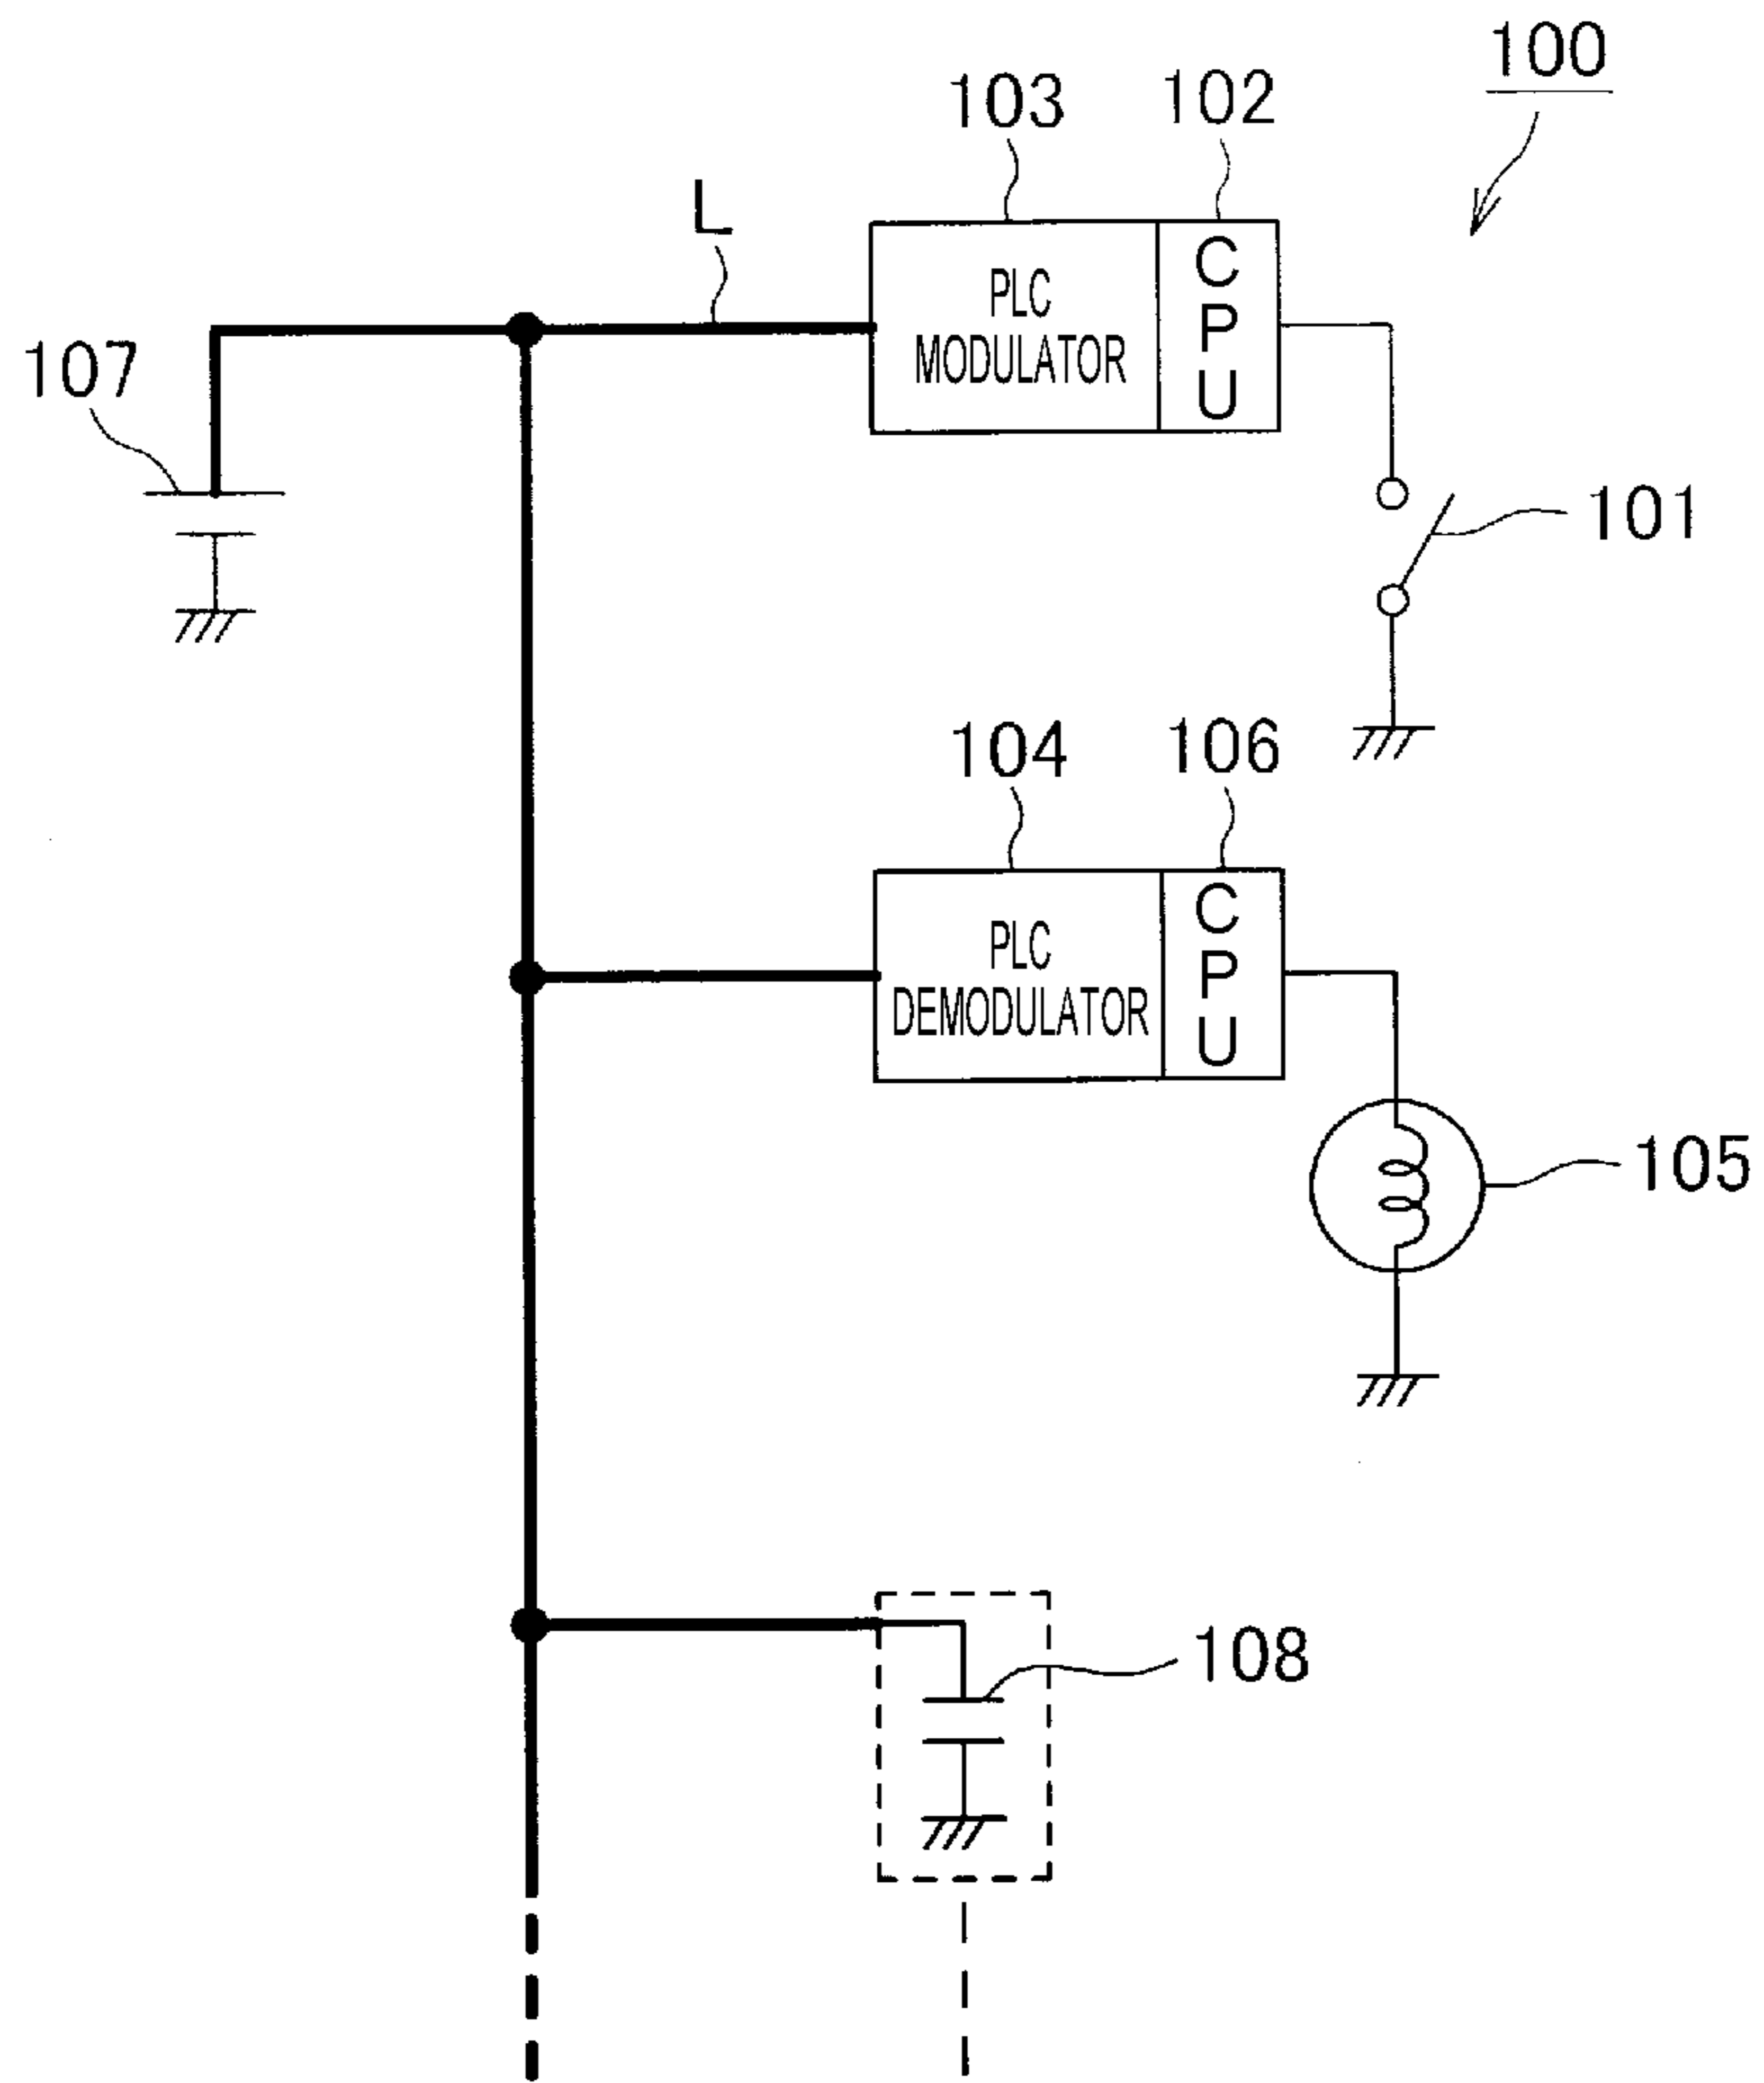 100
103
102
L
PLC
MODULATOR
C
P
U
107
101
104
106
PLC
DEMODULATOR
C
P
U
105
108